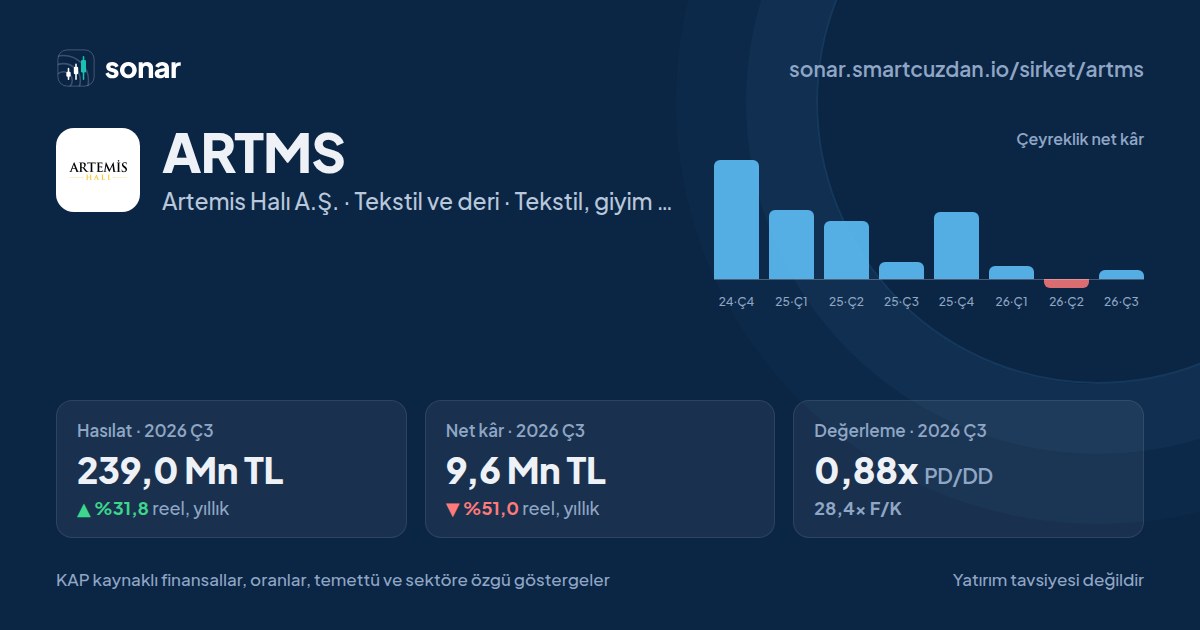 sonar
sonar.smartcuzdan.io/sirket/artms
ARTEMİS
HALI
ARTMS
Artemis Halı A.Ş. · Tekstil ve deri · Tekstil, giyim ...
Çeyreklik net kâr
24·Ç4 25·Ç1 25·Ç2 25·Ç3 25·Ç4 26·Ç1 26·Ç2 26·Ç3
Hasılat · 2026 Ç3
239,0 Mn TL
▲ %31,8 reel, yıllık
Net kâr · 2026 Ç3
9,6 Mn TL
▼ %51,0 reel, yıllık
Değerleme · 2026 Ç3
0,88x PD/DD
28,4× F/K
KAP kaynaklı finansallar, oranlar, temettü ve sektöre özgü göstergeler
Yatırım tavsiyesi değildir